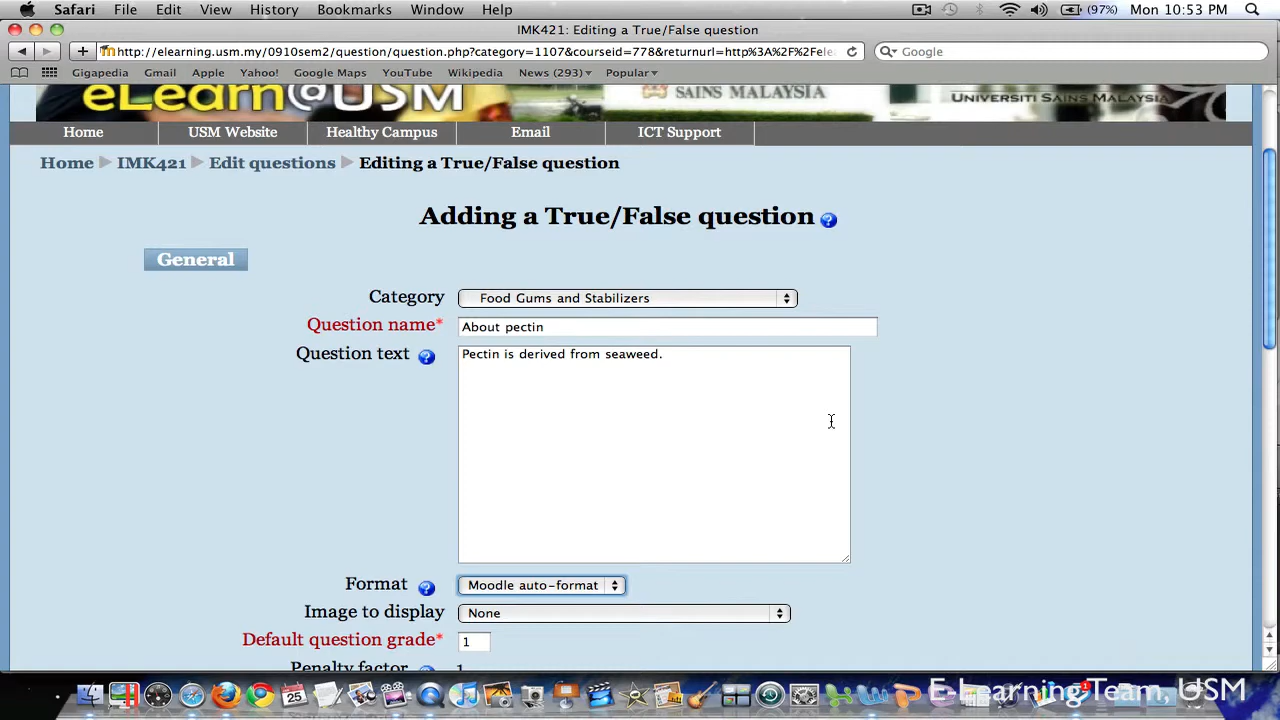 Safari File Edit View History Bookmarks Window Help (97%) Mon 10:53 PM
IMK421: Editing a True/False question
http://elearning.usm.my/0910sem2/question/question.php?category=1107&courseid=778&returnurl=http%3A%2F%2Fele Google
Gigapedia Gmail Apple Yahoo! Google Maps YouTube Wikipedia News (293) Popular
eLearn@USM SAINS MALAYSIA UNIVERSITI SAINS MALAYSIA
Home USM Website Healthy Campus Email ICT Support
Home IMK421 Edit questions Editing a True/False question
Adding a True/False question ?
General
Category Food Gums and Stabilizers
Question name* About pectin
Question text ? Pectin is derived from seaweed.
Format ? Moodle auto-format
Image to display None
Default question grade* 1
Penalty factor 1
E-Learning Team, USM